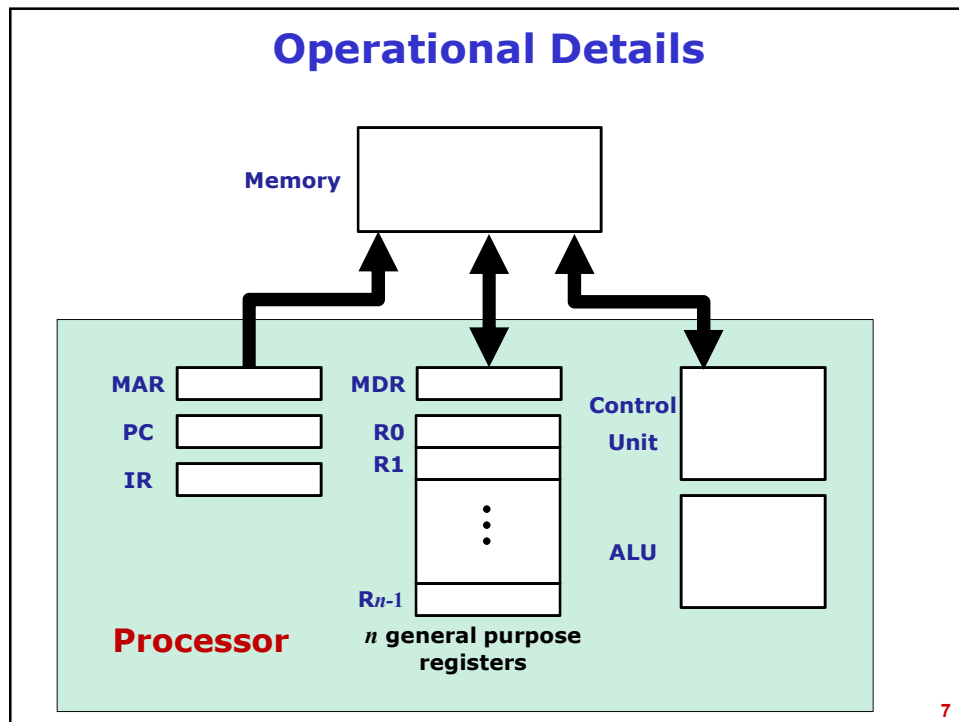 Operational Details
Memory
MAR
PC
IR
MDR
R0
R1
Rn-1
n general purpose
registers
Control
Unit
ALU
Processor
7